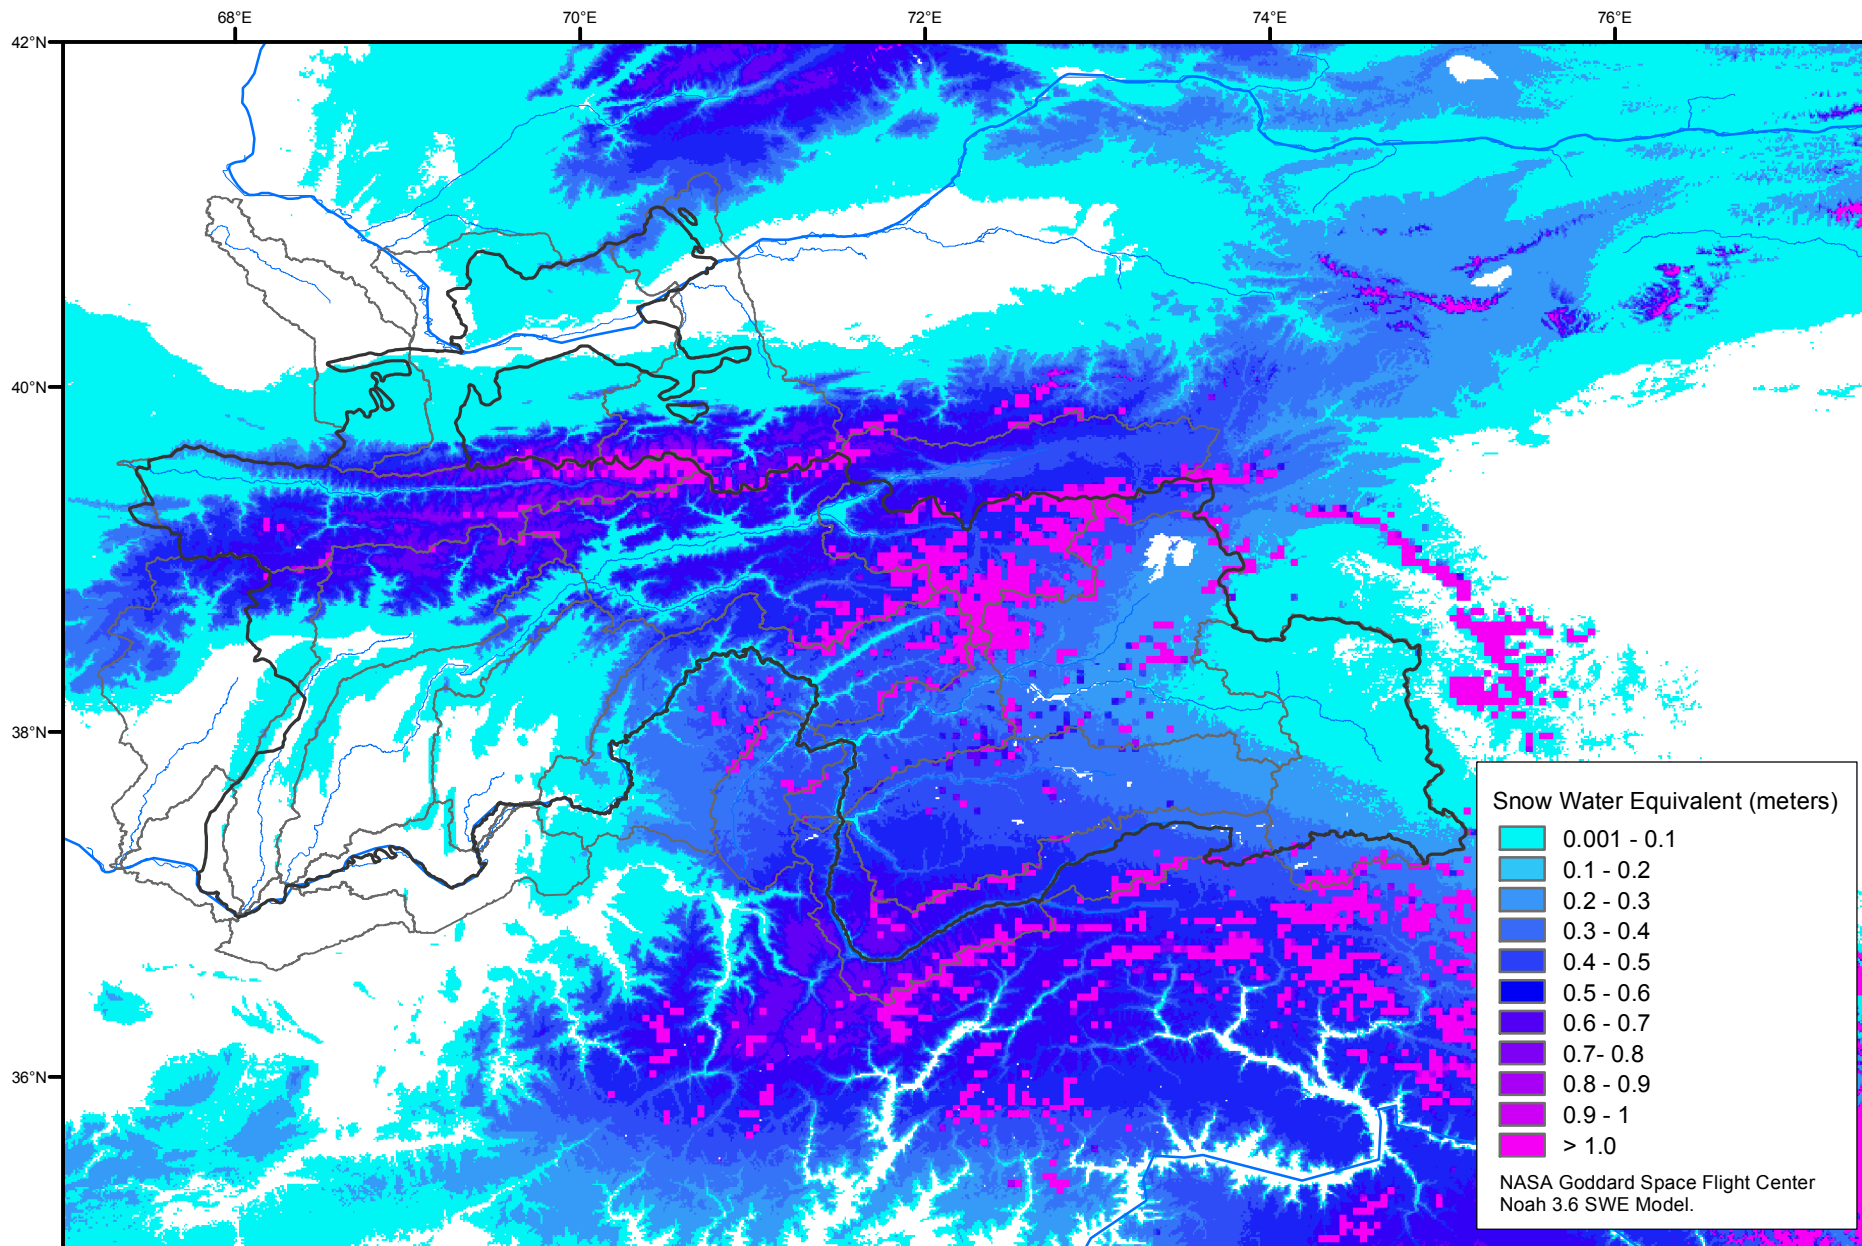 68°E 70°E 72°E 74°E 76°E
42°N
40°N
38°N
36°N
Snow Water Equivalent (meters)
0.001 - 0.1
0.1 - 0.2
0.2 - 0.3
0.3 - 0.4
0.4 - 0.5
0.5 - 0.6
0.6 - 0.7
0.7- 0.8
0.8 - 0.9
0.9 - 1
> 1.0
NASA Goddard Space Flight Center
Noah 3.6 SWE Model.